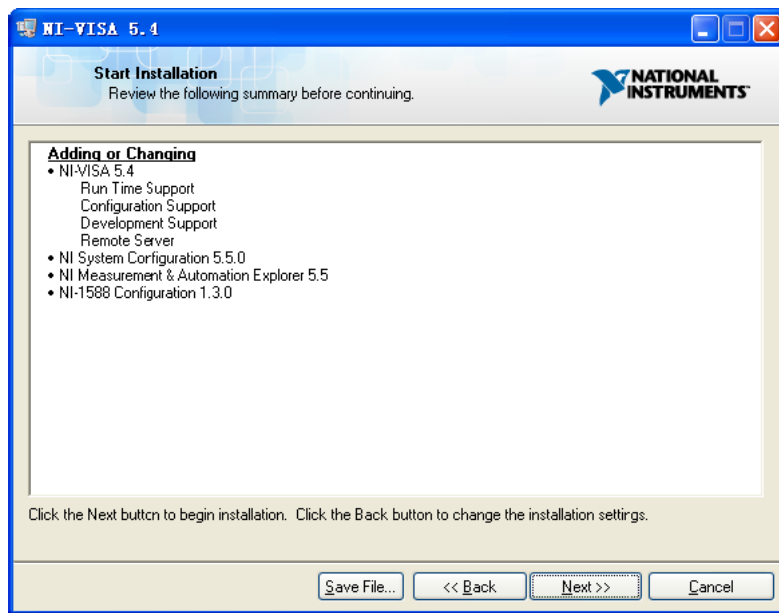 NI-VISA 5.4
Start Installation
Review the following summary before continuing.
NATIONAL
INSTRUMENTS™
Adding or Changing
• NI-VISA 5.4
Run Time Support
Configuration Support
Development Support
Remote Server
• NI System Configuration 5.5.0
• NI Measurement & Automation Explorer 5.5
• NI-1588 Configuration 1.3.0
Click the Next button to begin installation. Click the Back button to change the installation settings.
Save File...
<< Back
Next >>
Cancel